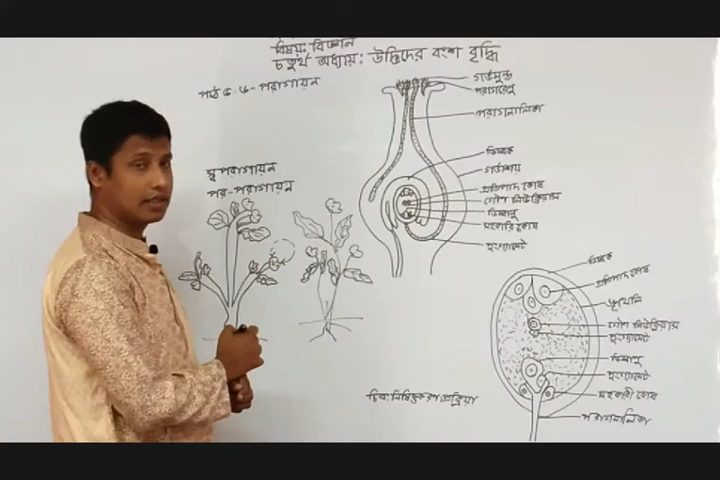 বিষয়: বিজ্ঞান
চতুর্থ অধ্যায়: উদ্ভিদের বংশ বৃদ্ধি
পাঠ ৫-৬- পরাগায়ন
গর্ভমুন্ড
পরাগরেণু
পরাগনালিকা
স্বপরাগায়ন
পর-পরাগায়ন
ডিম্বক
গর্ভাশয়
প্রতিপাদ কোষ
গৌণ নিউক্লিয়াস
ডিম্বাণু
সহকারি কোষ
পুংগ্যামেট
ডিম্বক
প্রতিপাদ কোষ
ভ্রূণথলি
গৌণ নিউক্লিয়াস
পুংগ্যামেট
ডিম্বাণু
পুংগ্যামেট
সহকারী কোষ
পরাগনালিকা
চিত্র: নিষিক্তকরণ প্রক্রিয়া